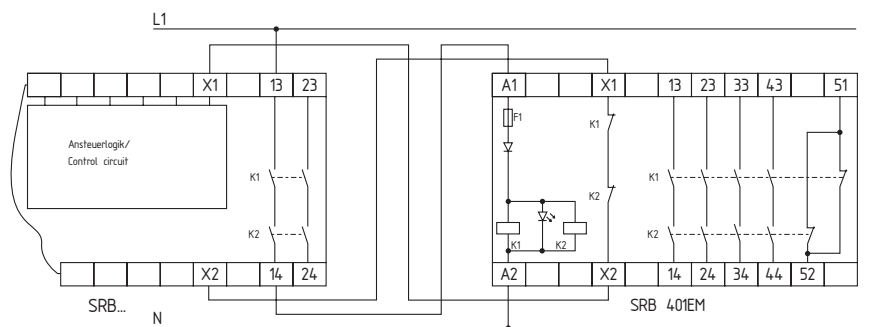 L1
X1 13 23
A1 X1 13 23 33 43 51
F1
K1
Ansteuerlogik/
Control circuit
K1
K1
K2
K2
K2
K1 K2
X2 14 24
A2 X2 14 24 34 44 52
SRB...
N
SRB 401EM